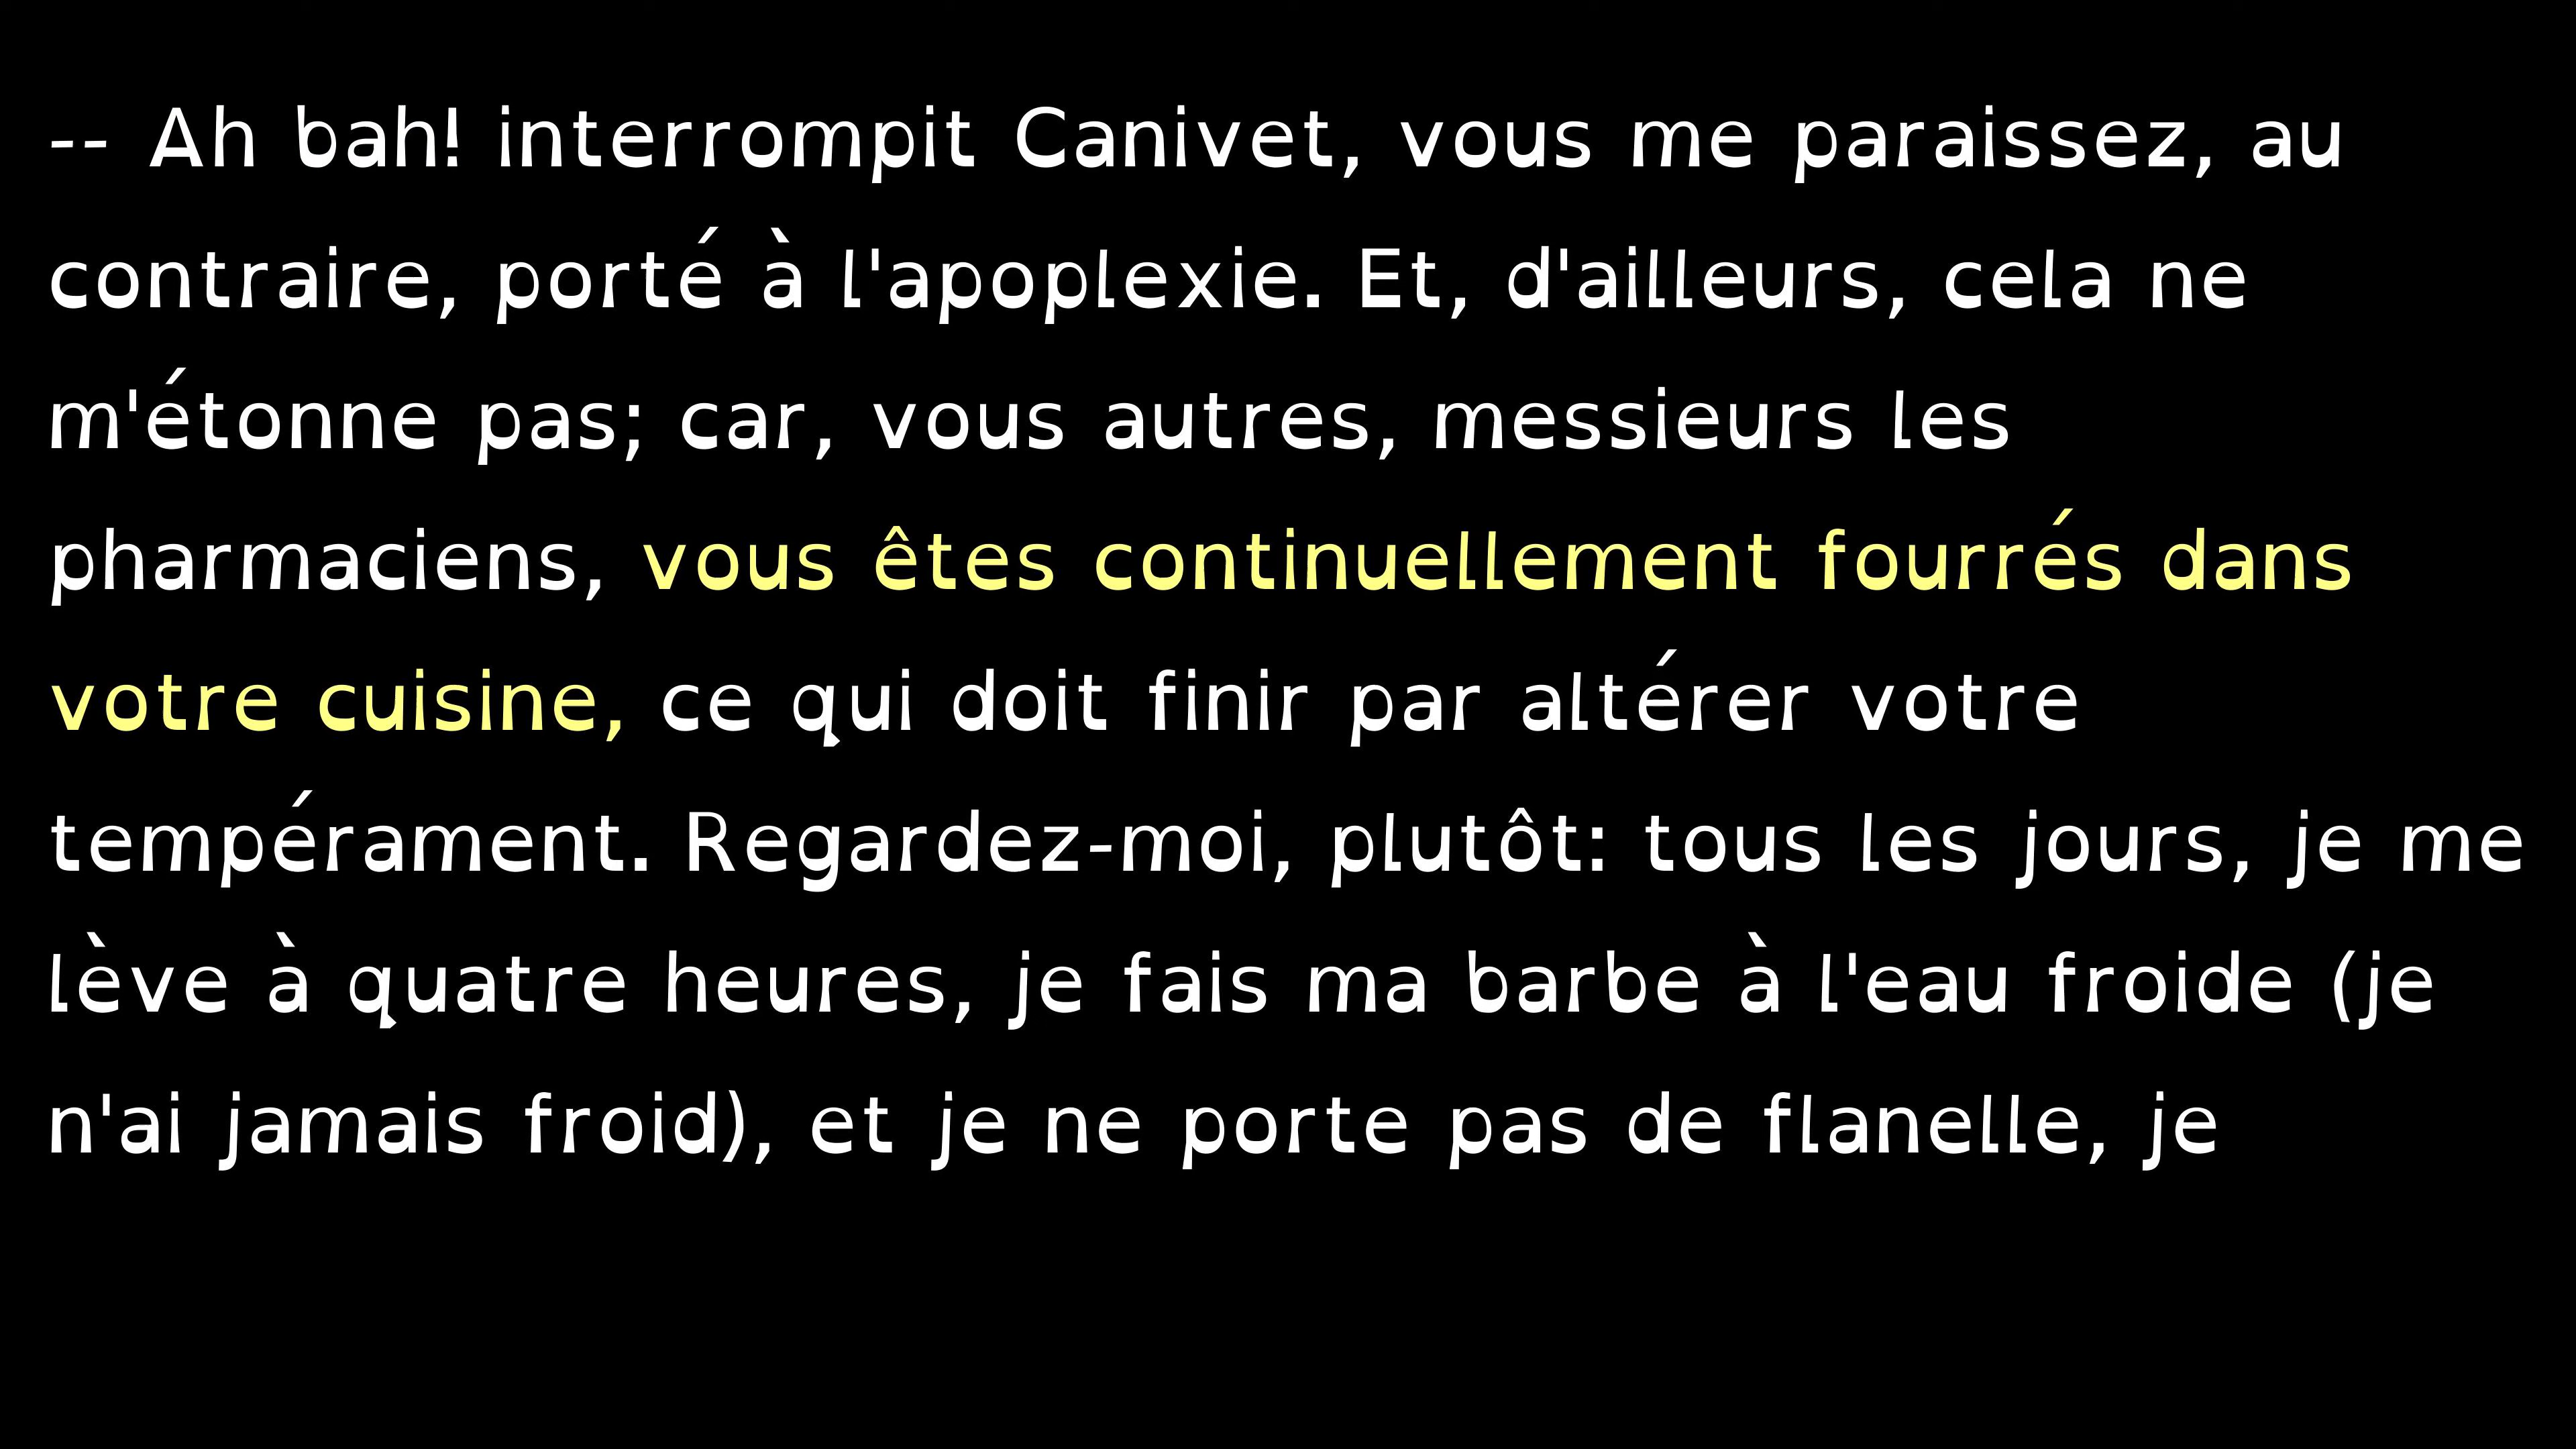 -- Ah bah! interrompit Canivet, vous me paraissez, au
contraire, porté à l'apoplexie. Et, d'ailleurs, cela ne
m'étonne pas; car, vous autres, messieurs les
pharmaciens, vous êtes continuellement fourrés dans
votre cuisine, ce qui doit finir par altérer votre
tempérament. Regardez-moi, plutôt: tous les jours, je me
lève à quatre heures, je fais ma barbe à l'eau froide (je
n'ai jamais froid), et je ne porte pas de flanelle, je